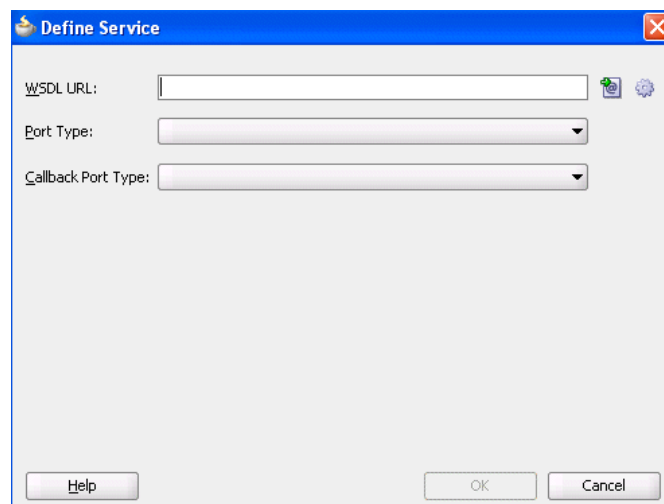 Define Service
WSDL URL:
Port Type:
Callback Port Type:
Help OK Cancel